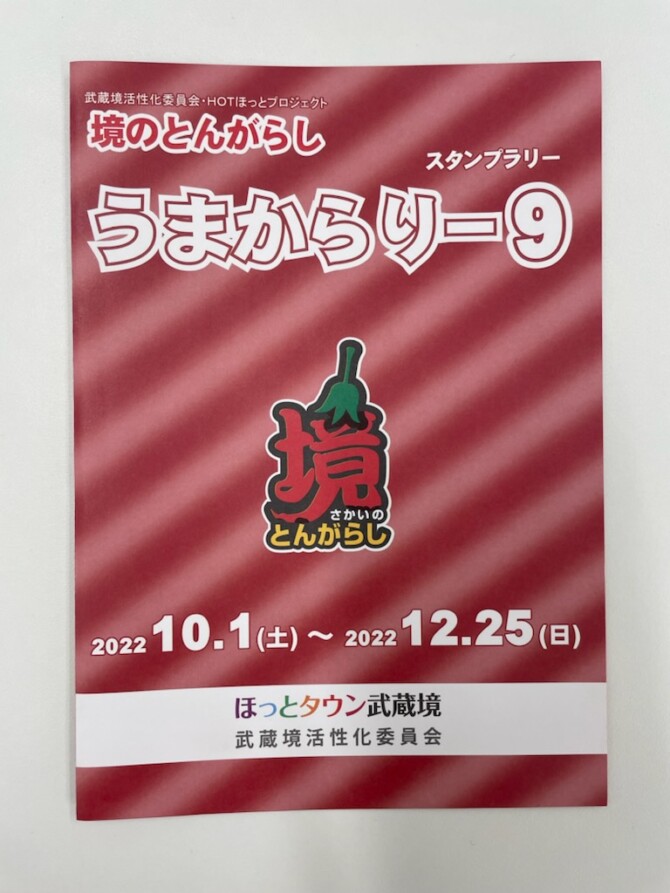 武蔵境活性化委員会・HOTほっとプロジェクト
境のとんがらし
スタンプラリー
うまからりー9
境
さかいの
とんがらし
2022 10.1(土) ～ 2022 12.25(日)
ほっとタウン武蔵境
武蔵境活性化委員会